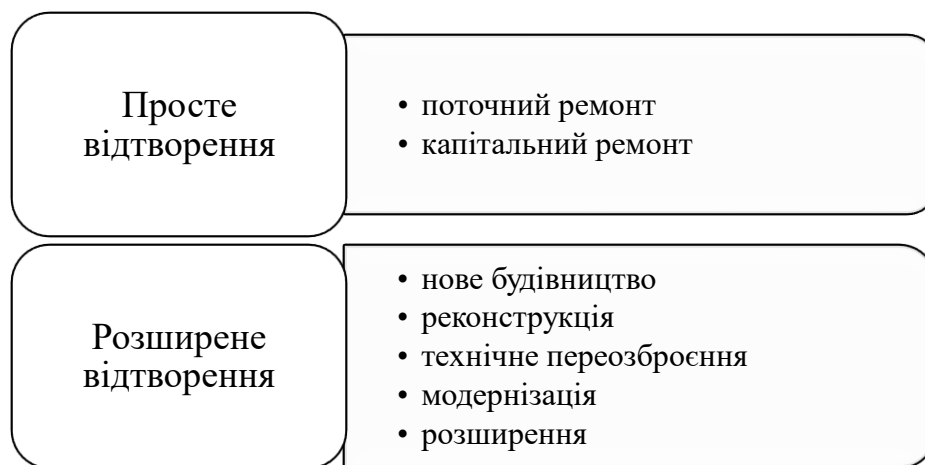 Просте
відтворення
• поточний ремонт
• капітальний ремонт
Розширене
відтворення
• нове будівництво
• реконструкція
• технічне переозброєння
• модернізація
• розширення